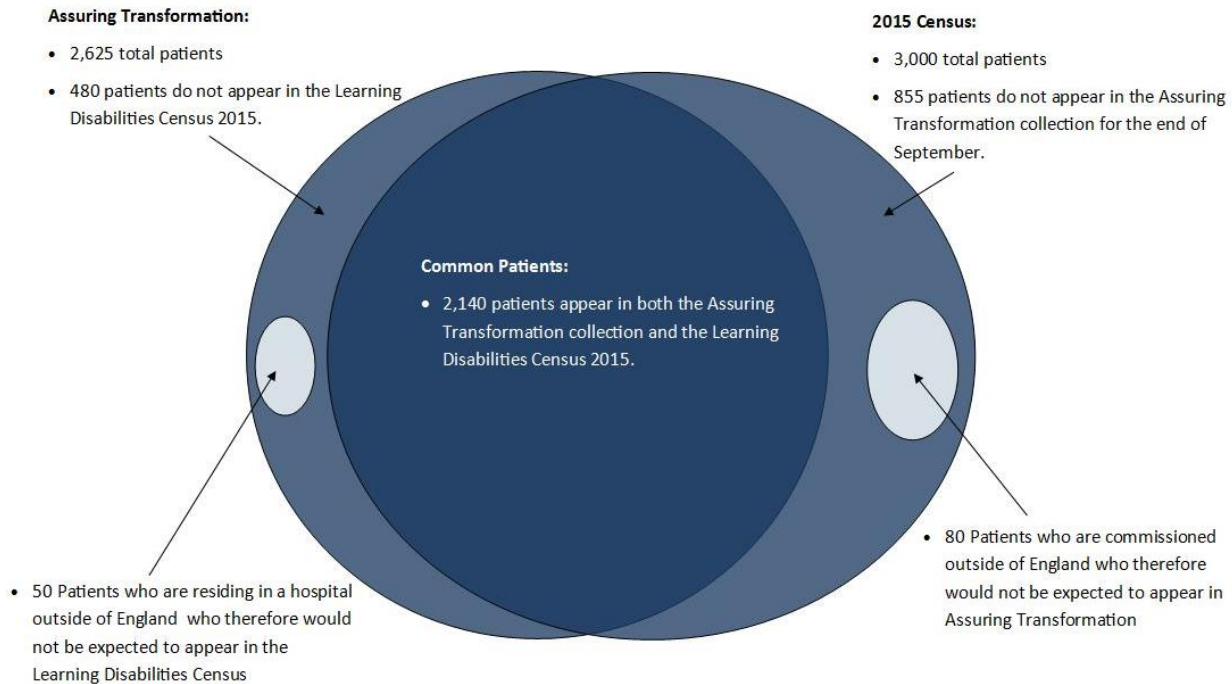 Assuring Transformation:
• 2,625 total patients
• 480 patients do not appear in the Learning
Disabilities Census 2015.
2015 Census:
• 3,000 total patients
• 855 patients do not appear in the Assuring
Transformation collection for the end of
September.
Common Patients:
• 2,140 patients appear in both the Assuring
Transformation collection and the Learning
Disabilities Census 2015.
• 50 Patients who are residing in a hospital
outside of England who therefore would
not be expected to appear in the
Learning Disabilities Census
• 80 Patients who are commissioned
outside of England who therefore
would not be expected to appear in
Assuring Transformation